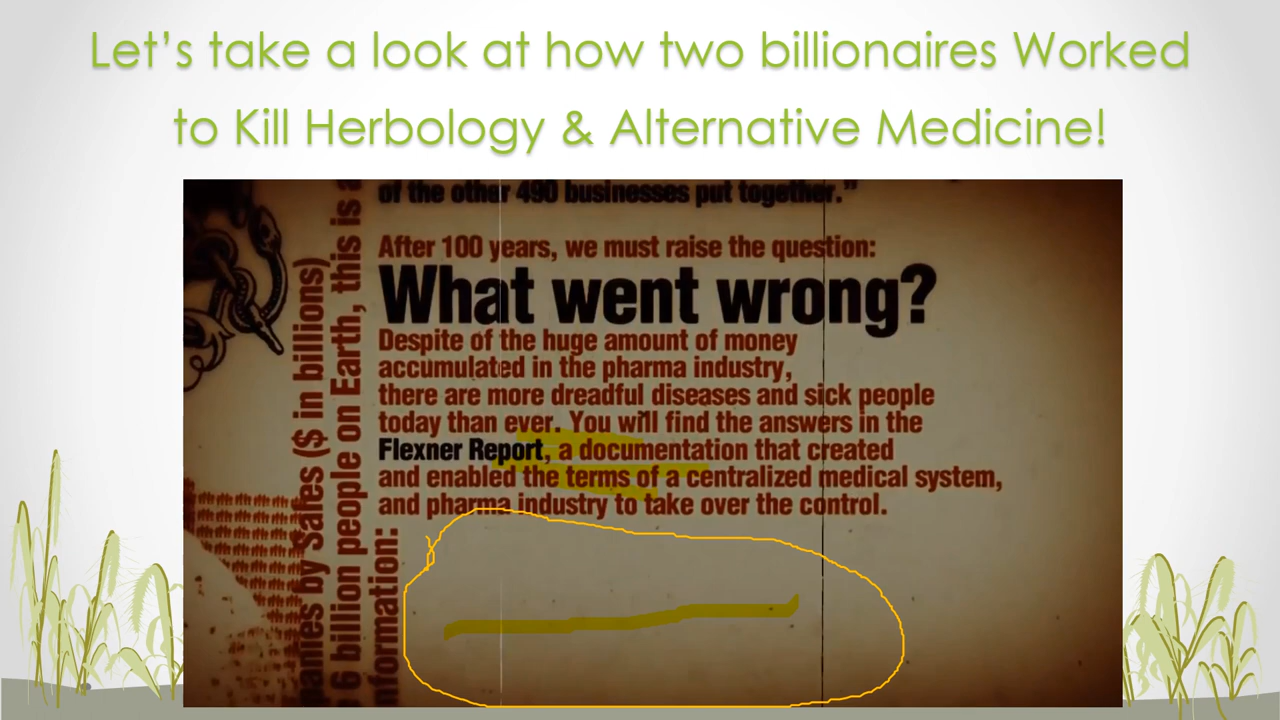 Let's take a look at how two billionaires Worked
to Kill Herbology & Alternative Medicine!
of the other 490 businesses put together."
After 100 years, we must raise the question:
What went wrong?
Despite of the huge amount of money
accumulated in the pharma industry,
there are more dreadful diseases and sick people
today than ever. You will find the answers in the
Flexner Report, a documentation that created
and enabled the terms of a centralized medical system,
and pharma industry to take over the control.
panies by Safes ($ in billions)
6 billion people on Earth, this is a
nformation: